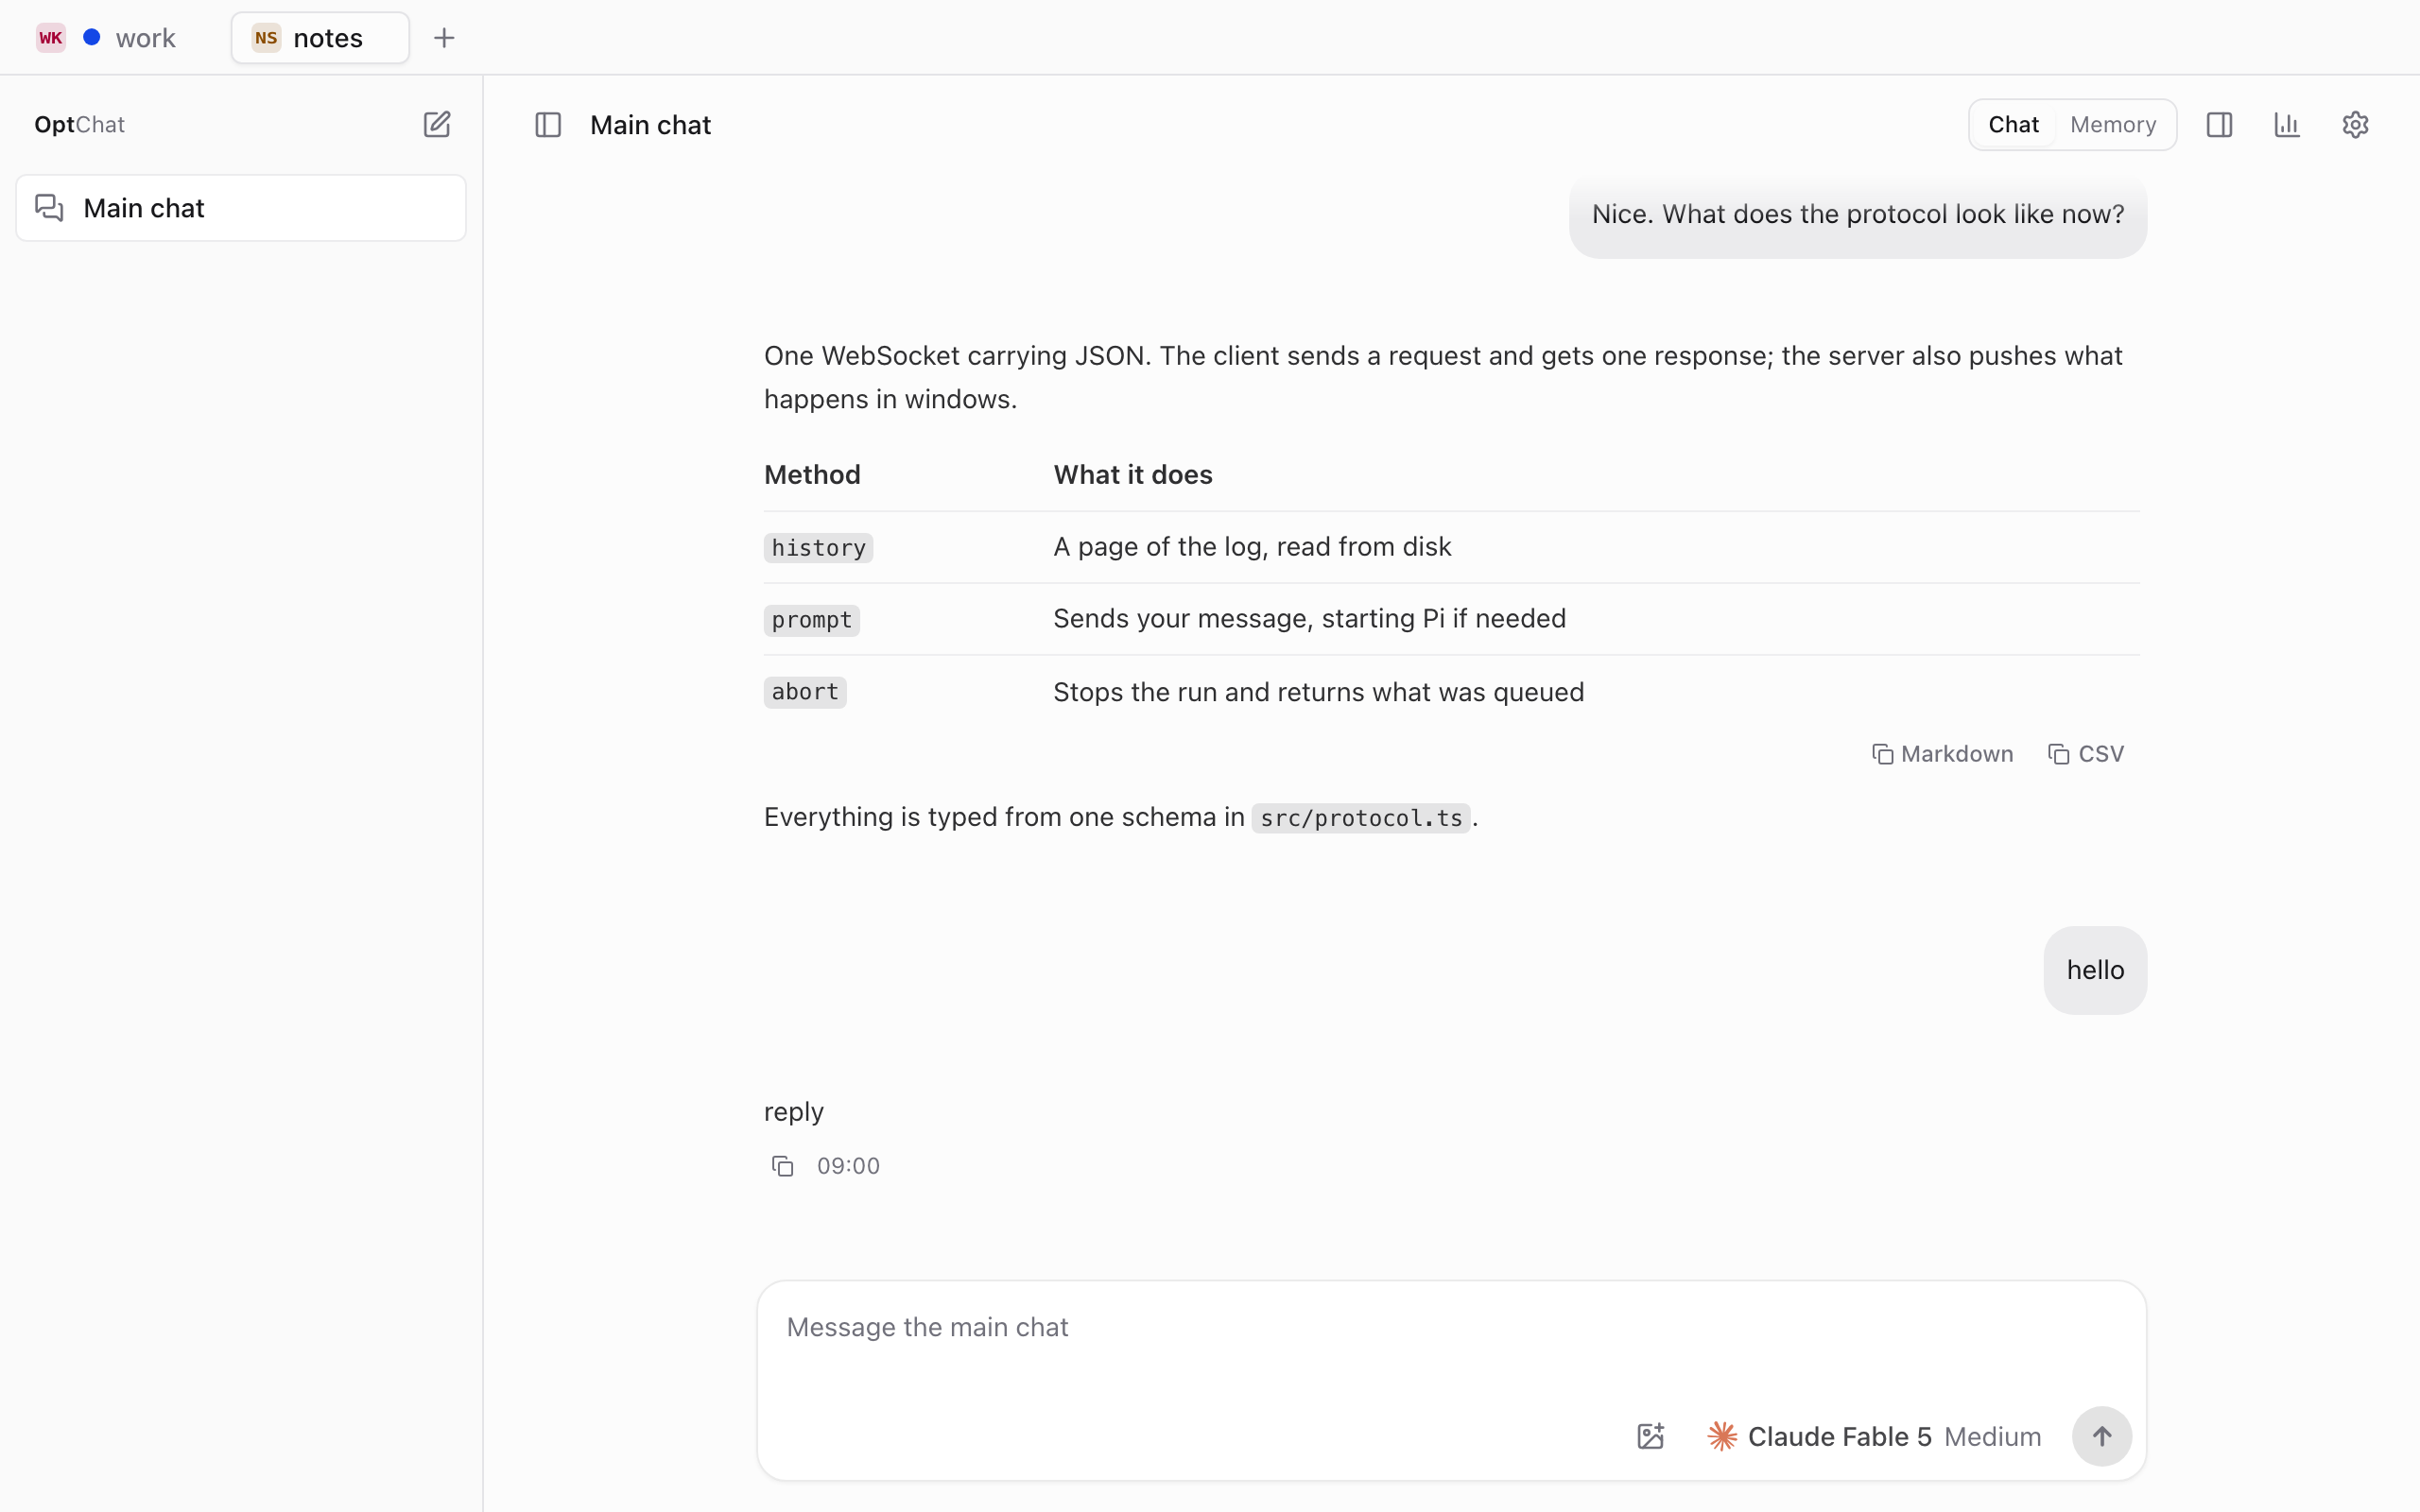 WK work NS notes
OptChat
Main chat
Main chat
Chat Memory
Nice. What does the protocol look like now?
One WebSocket carrying JSON. The client sends a request and gets one response; the server also pushes what
happens in windows.
Method What it does
history A page of the log, read from disk
prompt Sends your message, starting Pi if needed
abort Stops the run and returns what was queued
Markdown CSV
Everything is typed from one schema in src/protocol.ts.
hello
reply
09:00
Message the main chat
Claude Fable 5 Medium